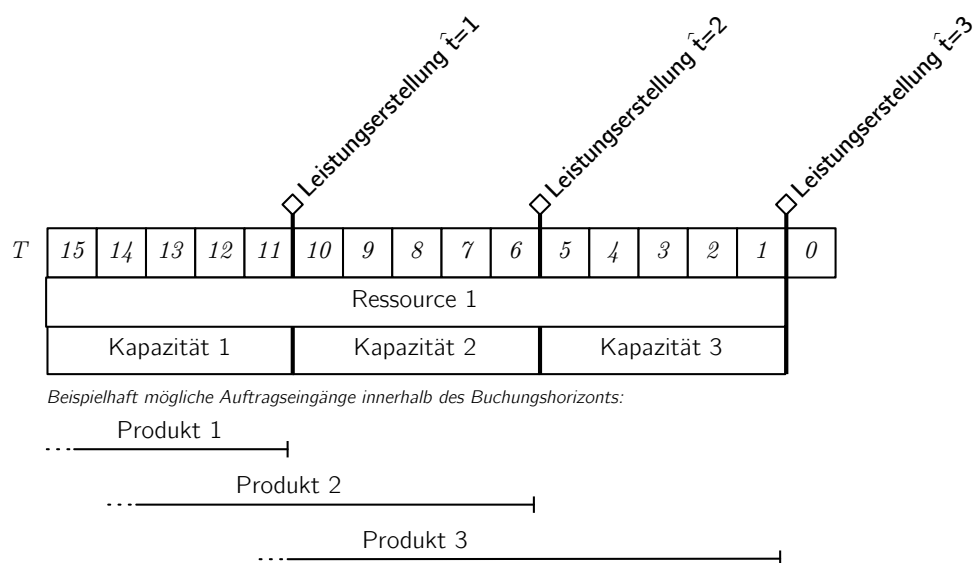 Leistungserstellung t̂=1
Leistungserstellung t̂=2
Leistungserstellung t̂=3
T 15 14 13 12 11 10 9 8 7 6 5 4 3 2 1 0
Ressource 1
Kapazität 1 Kapazität 2 Kapazität 3
Beispielhaft mögliche Auftragseingänge innerhalb des Buchungshorizonts:
Produkt 1
Produkt 2
Produkt 3